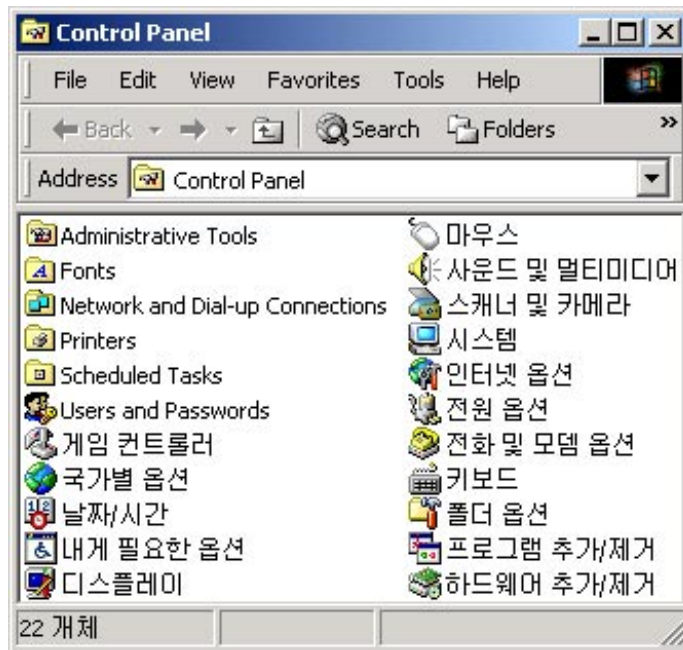 Control Panel
File Edit View Favorites Tools Help
Back Search Folders »
Address Control Panel
Administrative Tools
Fonts
Network and Dial-up Connections
Printers
Scheduled Tasks
Users and Passwords
게임 컨트롤러
국가별 옵션
날짜/시간
내게 필요한 옵션
디스플레이
마우스
사운드 및 멀티미디어
스캐너 및 카메라
시스템
인터넷 옵션
전원 옵션
전화 및 모뎀 옵션
키보드
폴더 옵션
프로그램 추가/제거
하드웨어 추가/제거
22 개체